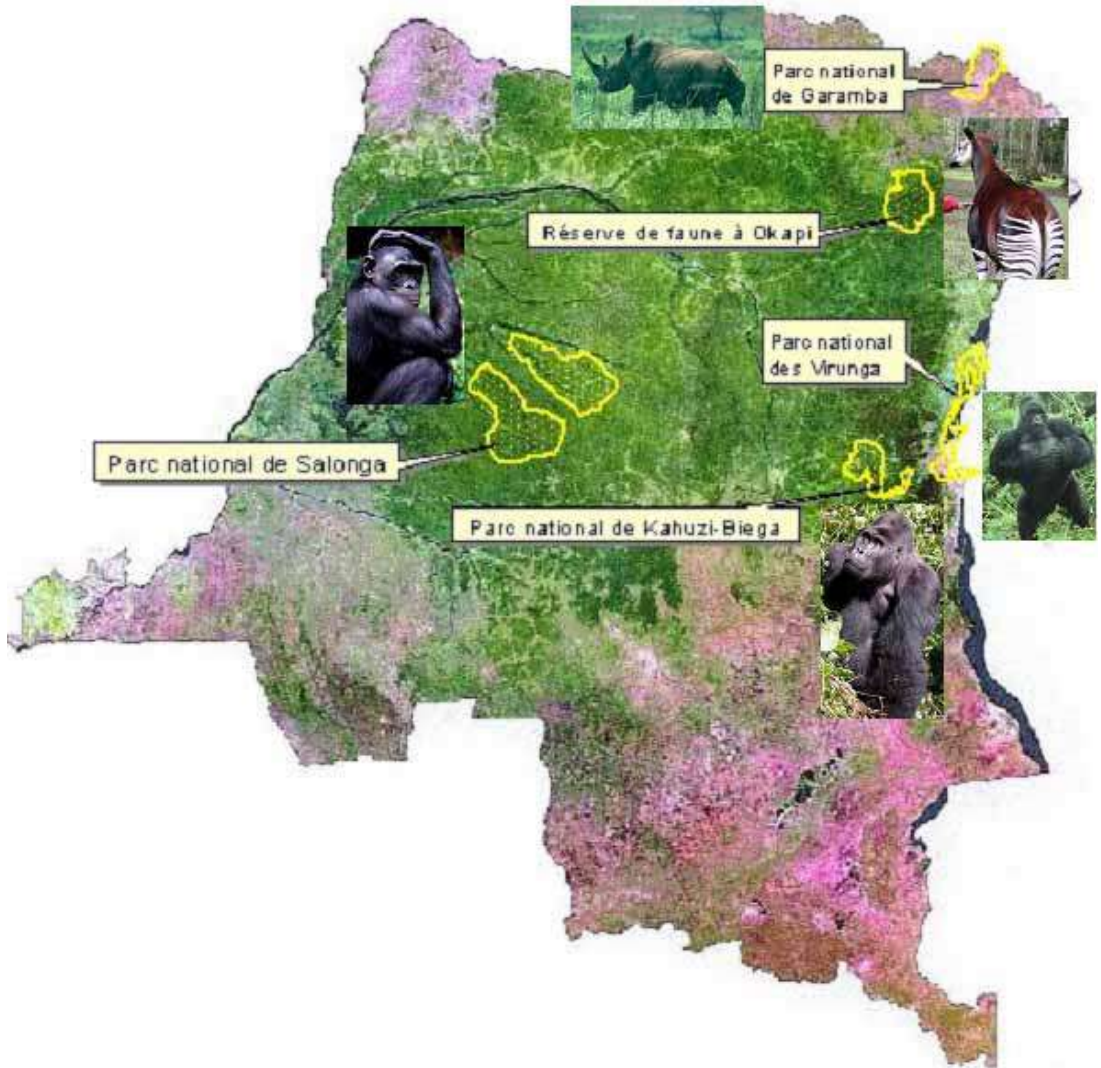 Parc national
de Garamba
Réserve de faune à Okapi
Parc national
des Virunga
Parc national de Salonga
Parc national de Kahuzi-Biega